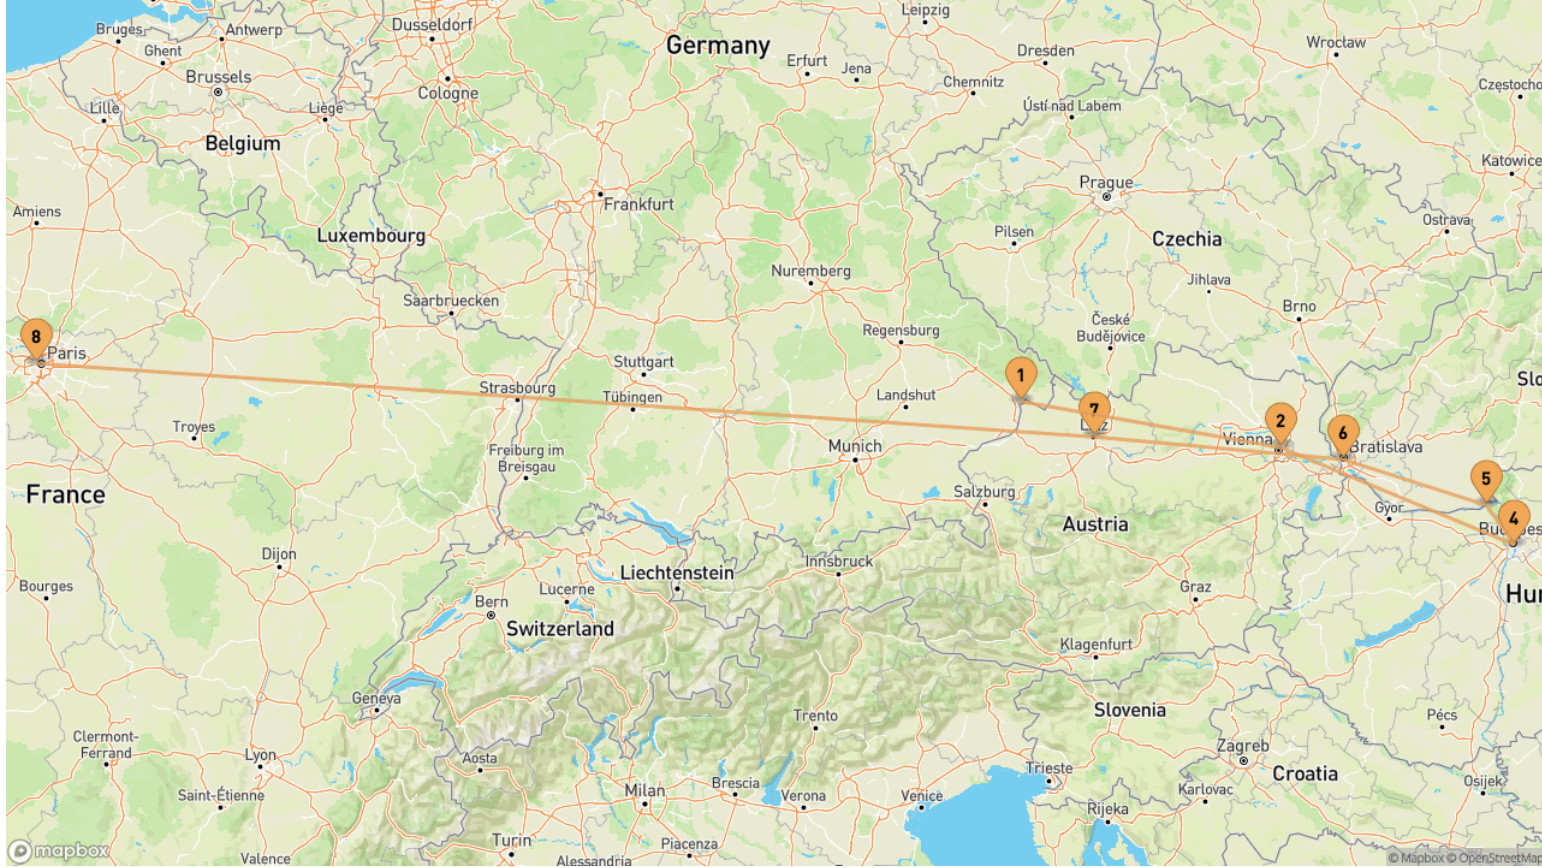 Bruges
Antwerp
Dusseldorf
Leipzig
Ghent
Germany
Dresden
Wrocław
Erfurt
Jena
Brussels
Cologne
Chemnitz
Częstocho
Lille
Liège
Ústí nad Labem
Belgium
Katowice
Prague
Frankfurt
Amiens
Ostrava
Luxembourg
Pilsen
Czechia
Nuremberg
Jihlava
Saarbruecken
Brno
České
Budějovice
Regensburg
8
Paris
Stuttgart
1
Slo
Strasbourg
Tübingen
Landshut
7
2
Troyes
Vienna
6
Bratislava
Munich
Freiburg im
Breisgau
5
France
Salzburg
Gyor
4
Austria
Dijon
Innsbruck
Liechtenstein
Bourges
Lucerne
Graz
Hun
Bern
Switzerland
Klagenfurt
Geneva
Slovenia
Pécs
Trento
Clermont-
Ferrand
Lyon
Aosta
Zagreb
Croatia
Trieste
Osijek
Saint-Étienne
Milan
Brescia
Verona
Venice
Karlovac
Rijeka
Turin
Piacenza
Valence
Alessandria
mapbox
© Mapbox © OpenStreetMap